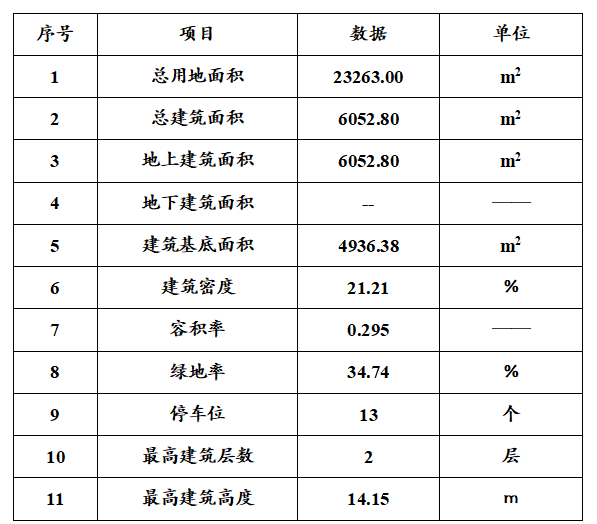 序号 项目 数据 单位
1 总用地面积 23263.00 m²
2 总建筑面积 6052.80 m²
3 地上建筑面积 6052.80 m²
4 地下建筑面积 -- ——
5 建筑基底面积 4936.38 m²
6 建筑密度 21.21 %
7 容积率 0.295 ——
8 绿地率 34.74 %
9 停车位 13 个
10 最高建筑层数 2 层
11 最高建筑高度 14.15 m